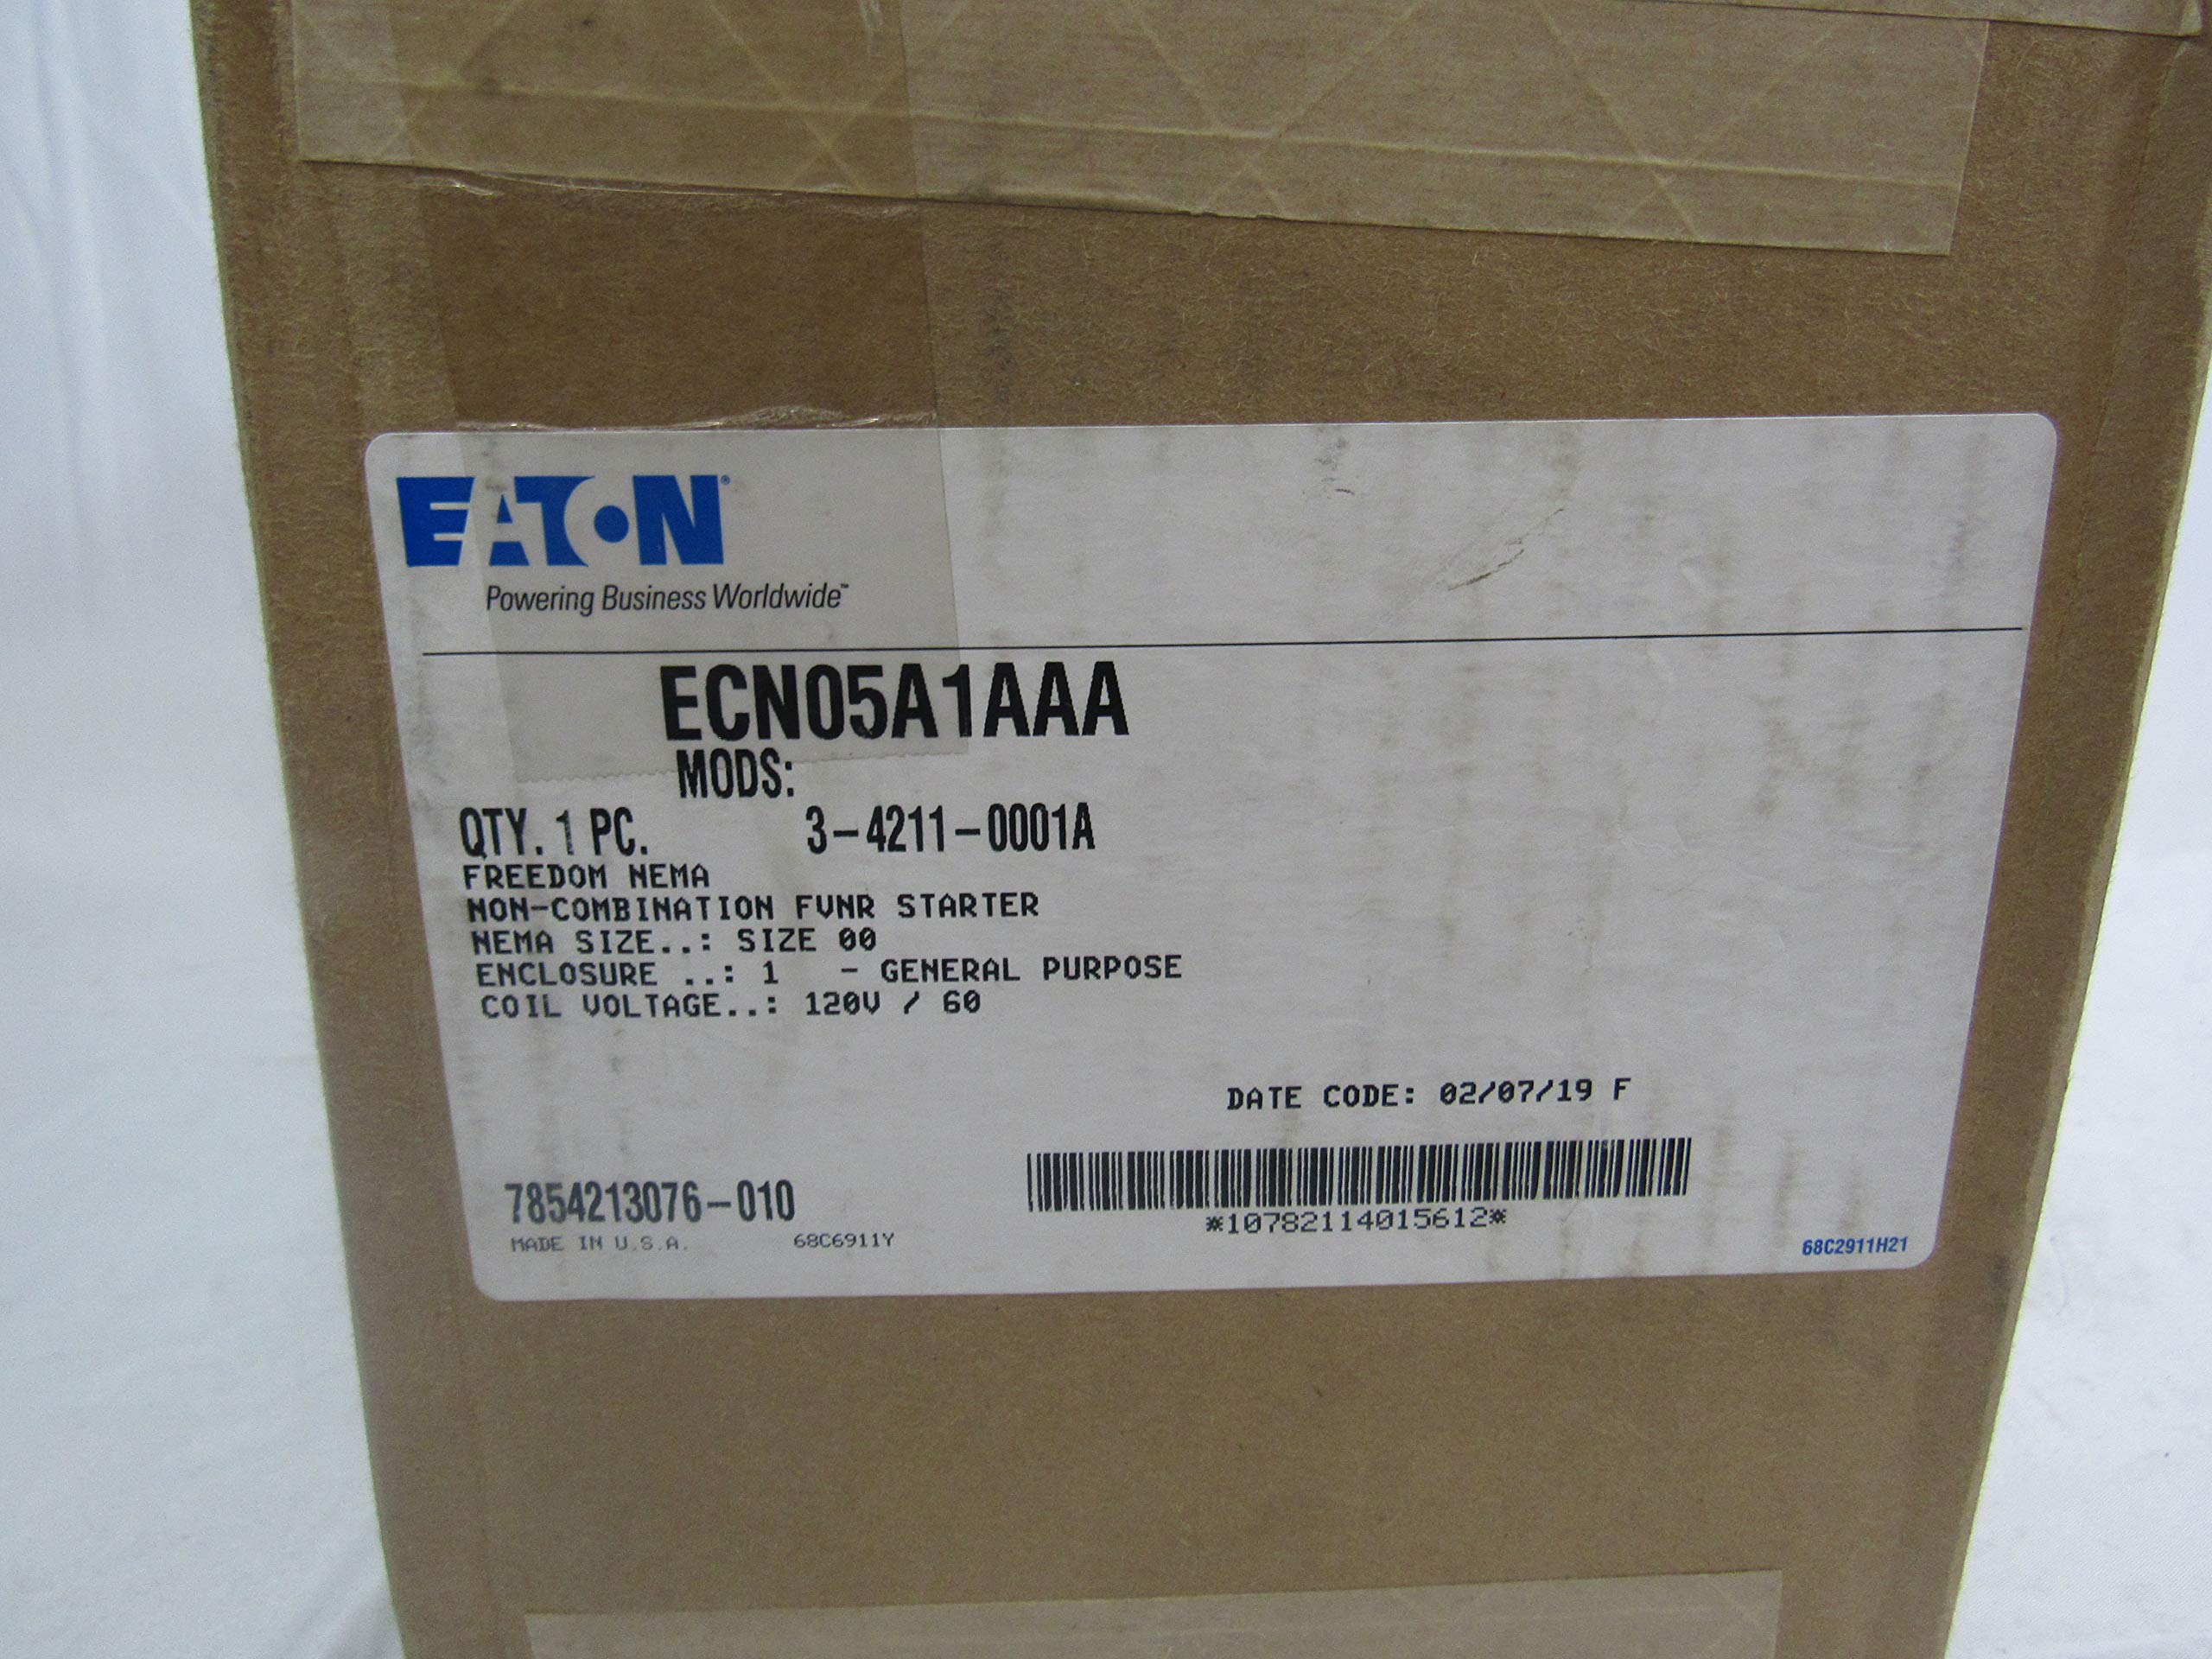 EATON®
Powering Business Worldwide™
ECN05A1AAA
MODS:
QTY. 1 PC. 3-4211-0001A
FREEDOM NEMA
NON-COMBINATION FVNR STARTER
NEMA SIZE..: SIZE 00
ENCLOSURE ..: 1 - GENERAL PURPOSE
COIL VOLTAGE..: 120V / 60
DATE CODE: 02/07/19 F
7854213076-010
*10782114015612*
MADE IN U.S.A. 68C6911Y
68C2911H21